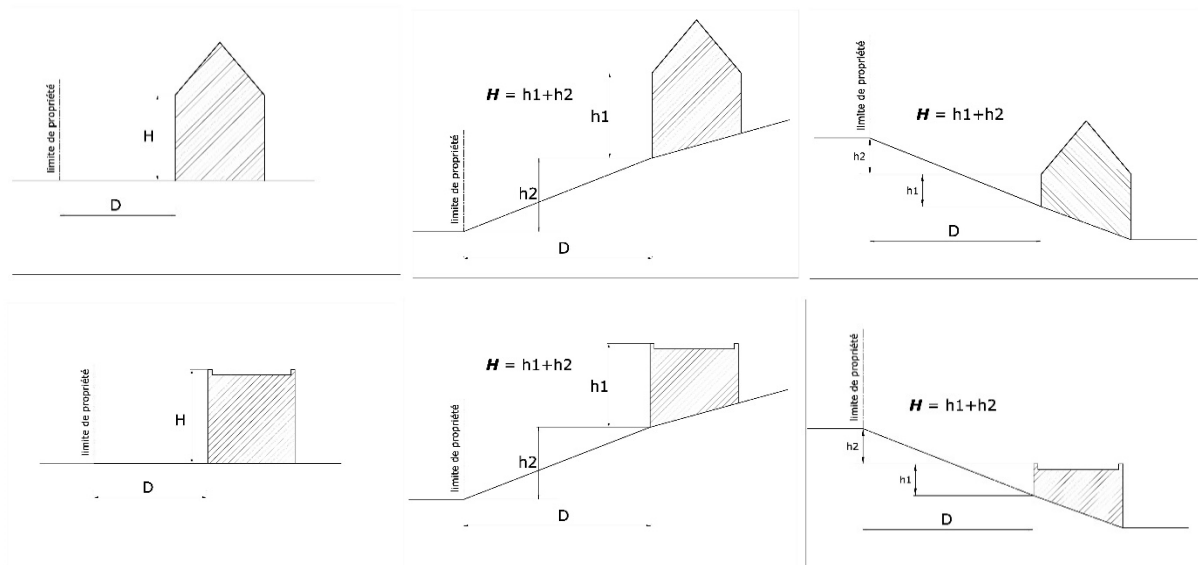 limite de propriété
H
D
limite de propriété
H = h1+h2
h1
h2
D
limite de propriété
H = h1+h2
h2
h1
D
limite de propriété
H
D
limite de propriété
H = h1+h2
h1
h2
D
limite de propriété
H = h1+h2
h2
h1
D